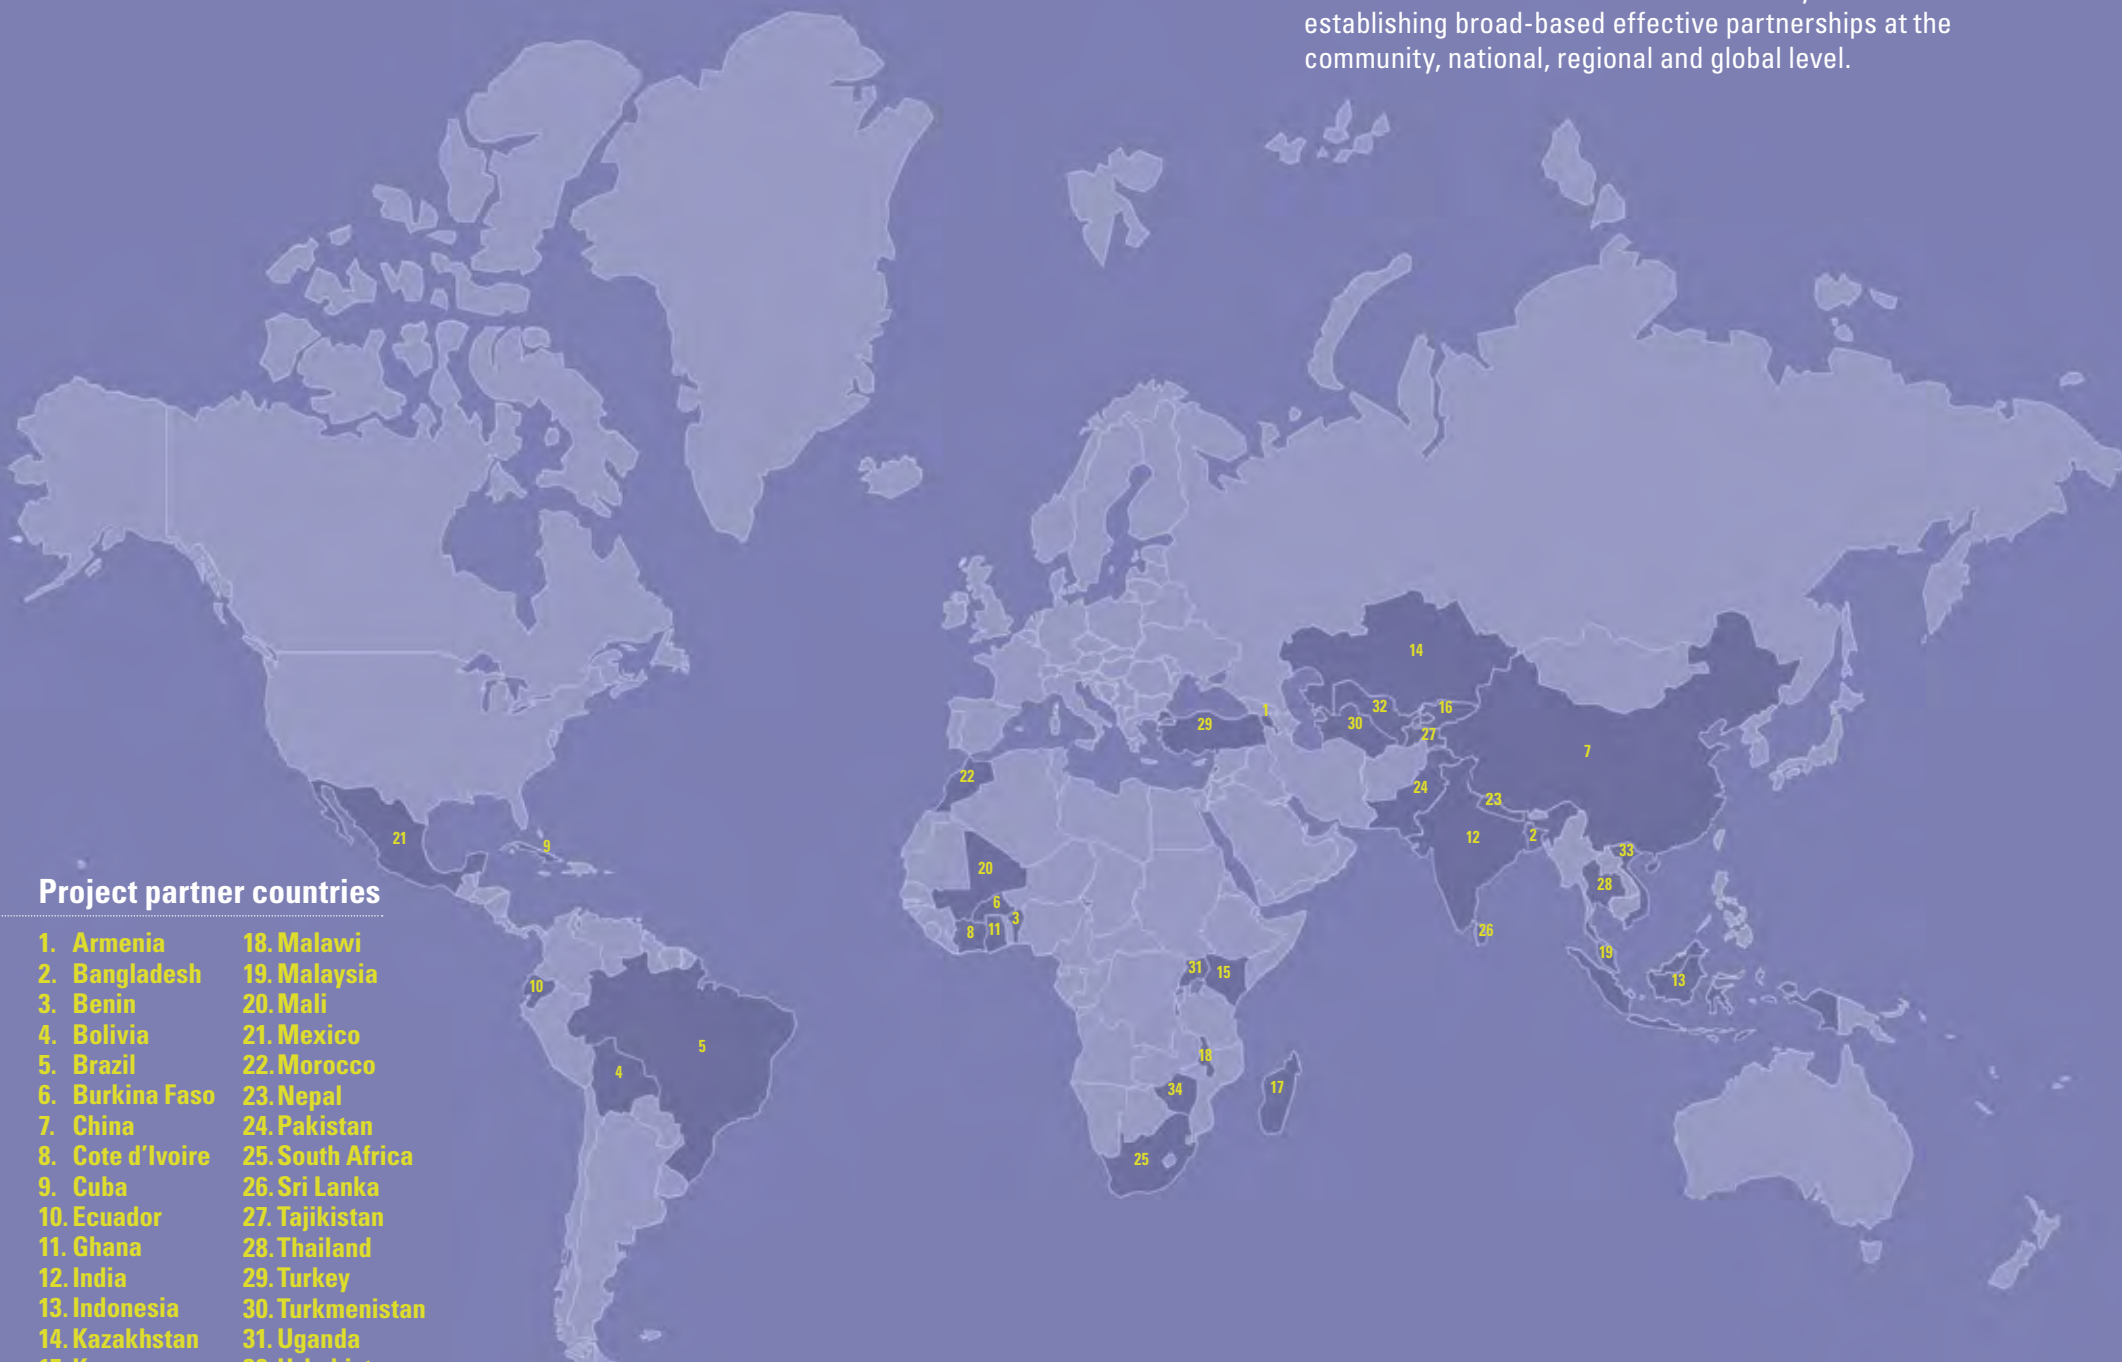 establishing broad-based effective partnerships at the
community, national, regional and global level.
14
32
16
1
29
30
27
7
22
24
23
21
9
12
2
33
20
28
6
3
8
11
26
19
31
15
13
10
5
18
4
34
17
25
Project partner countries
1. Armenia
2. Bangladesh
3. Benin
4. Bolivia
5. Brazil
6. Burkina Faso
7. China
8. Cote d’Ivoire
9. Cuba
10. Ecuador
11. Ghana
12. India
13. Indonesia
14. Kazakhstan
18. Malawi
19. Malaysia
20. Mali
21. Mexico
22. Morocco
23. Nepal
24. Pakistan
25. South Africa
26. Sri Lanka
27. Tajikistan
28. Thailand
29. Turkey
30. Turkmenistan
31. Uganda